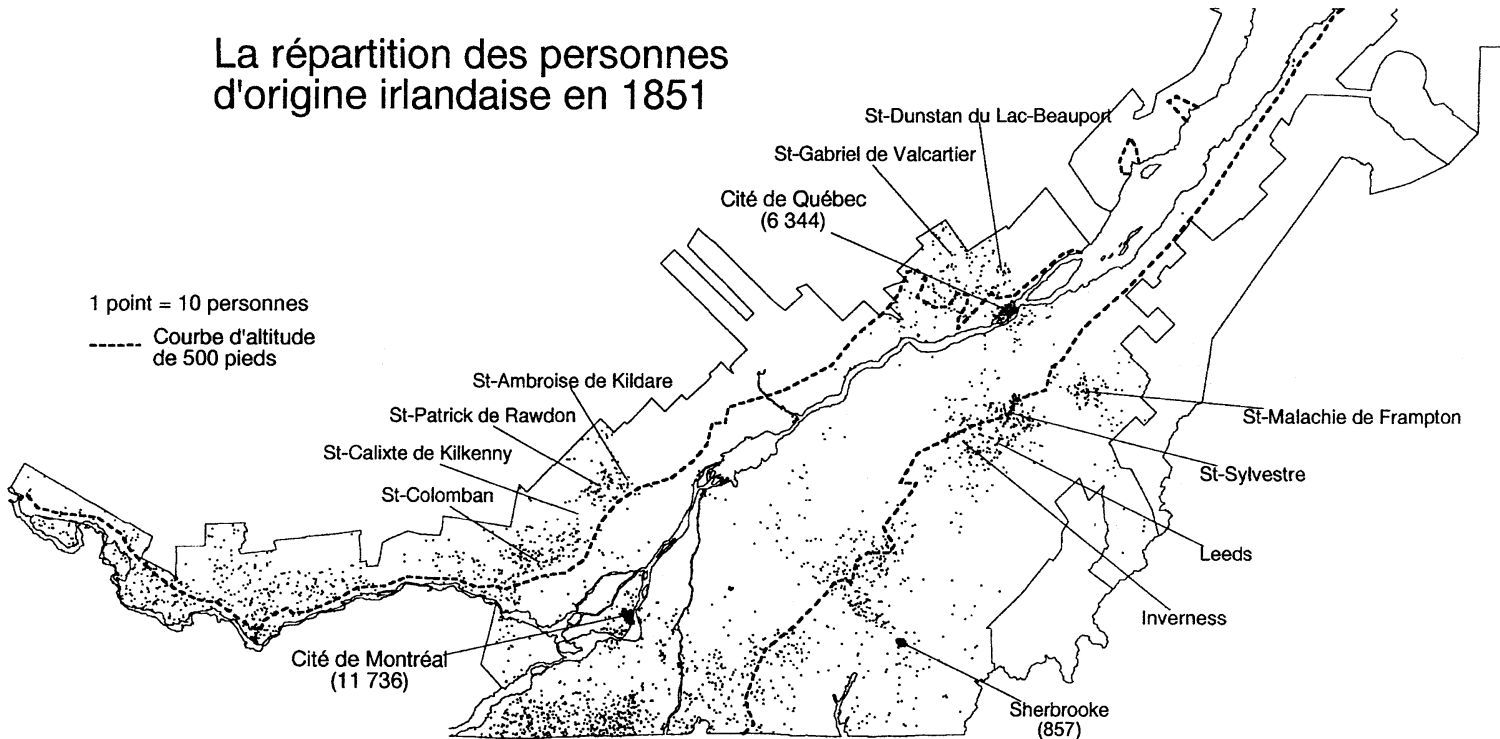 La répartition des personnes
d'origine irlandaise en 1851
St-Dunstan du Lac-Beauport
St-Gabriel de Valcartier
Cité de Québec
(6 344)
1 point = 10 personnes
Courbe d'altitude
de 500 pieds
St-Ambroise de Kildare
St-Patrick de Rawdon
St-Calixte de Kilkenny
St-Colomban
St-Malachie de Frampton
St-Sylvestre
Leeds
Inverness
Cité de Montréal
(11 736)
Sherbrooke
(857)